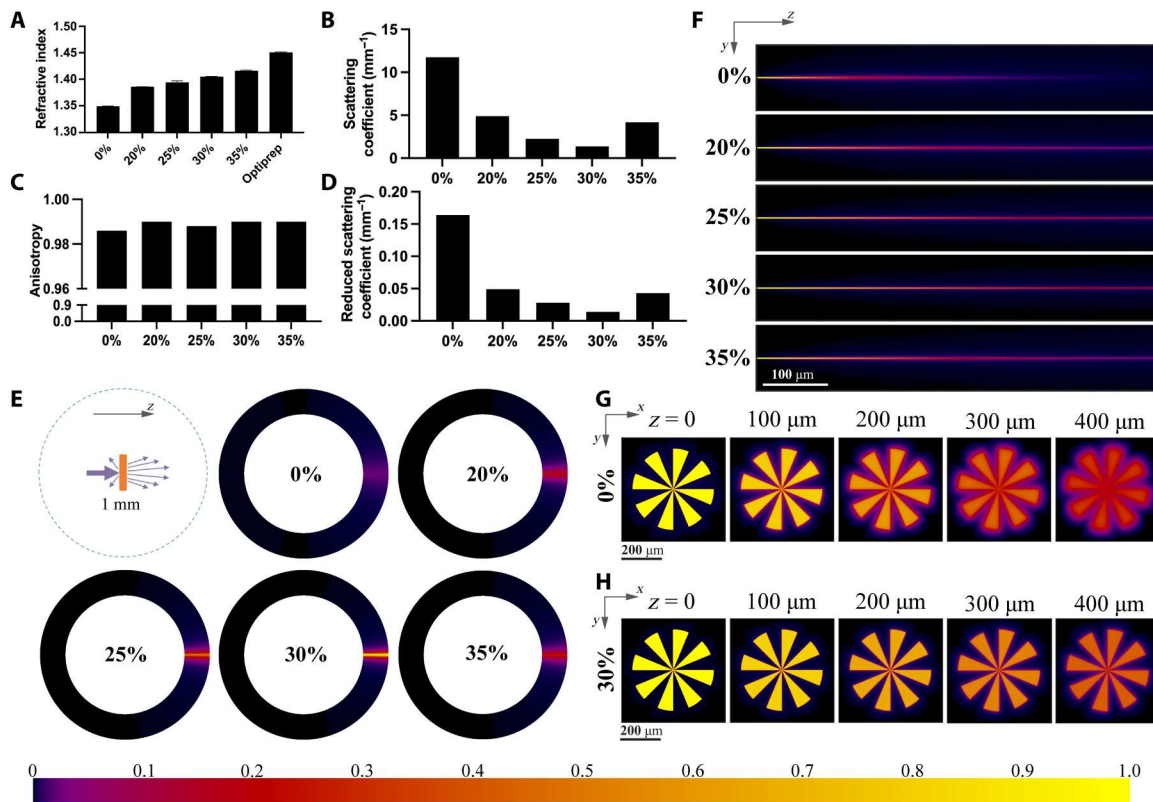 A
Refractive index
1.50
1.45
1.40
1.35
1.30
0%
20%
25%
30%
35%
Optiprep
B
Scattering
coefficient (mm⁻¹)
15
10
5
0
0% 20% 25% 30% 35%
C
Anisotropy
1.00
0.98
0.96
0.9
0.0
0% 20% 25% 30% 35%
D
Reduced scattering
coefficient (mm⁻¹)
0.20
0.15
0.10
0.05
0.00
0% 20% 25% 30% 35%
F
z
y
0%
20%
25%
30%
35%
100 μm
E
z
1 mm
0%
20%
25%
30%
35%
G
x
y
z = 0 100 μm 200 μm 300 μm 400 μm
0%
200 μm
H
x
y
z = 0 100 μm 200 μm 300 μm 400 μm
30%
200 μm
0 0.1 0.2 0.3 0.4 0.5 0.6 0.7 0.8 0.9 1.0